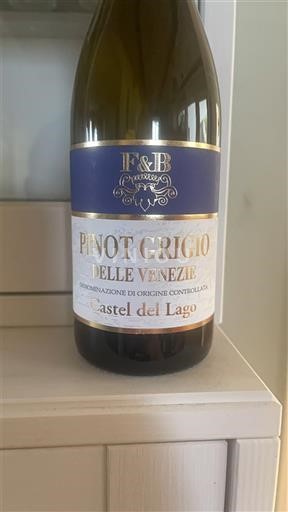 F&B
PINOT GRIGIO
DELLE VENEZIE
DENOMINAZIONE DI ORIGINE CONTROLLATA
Castel del Lago